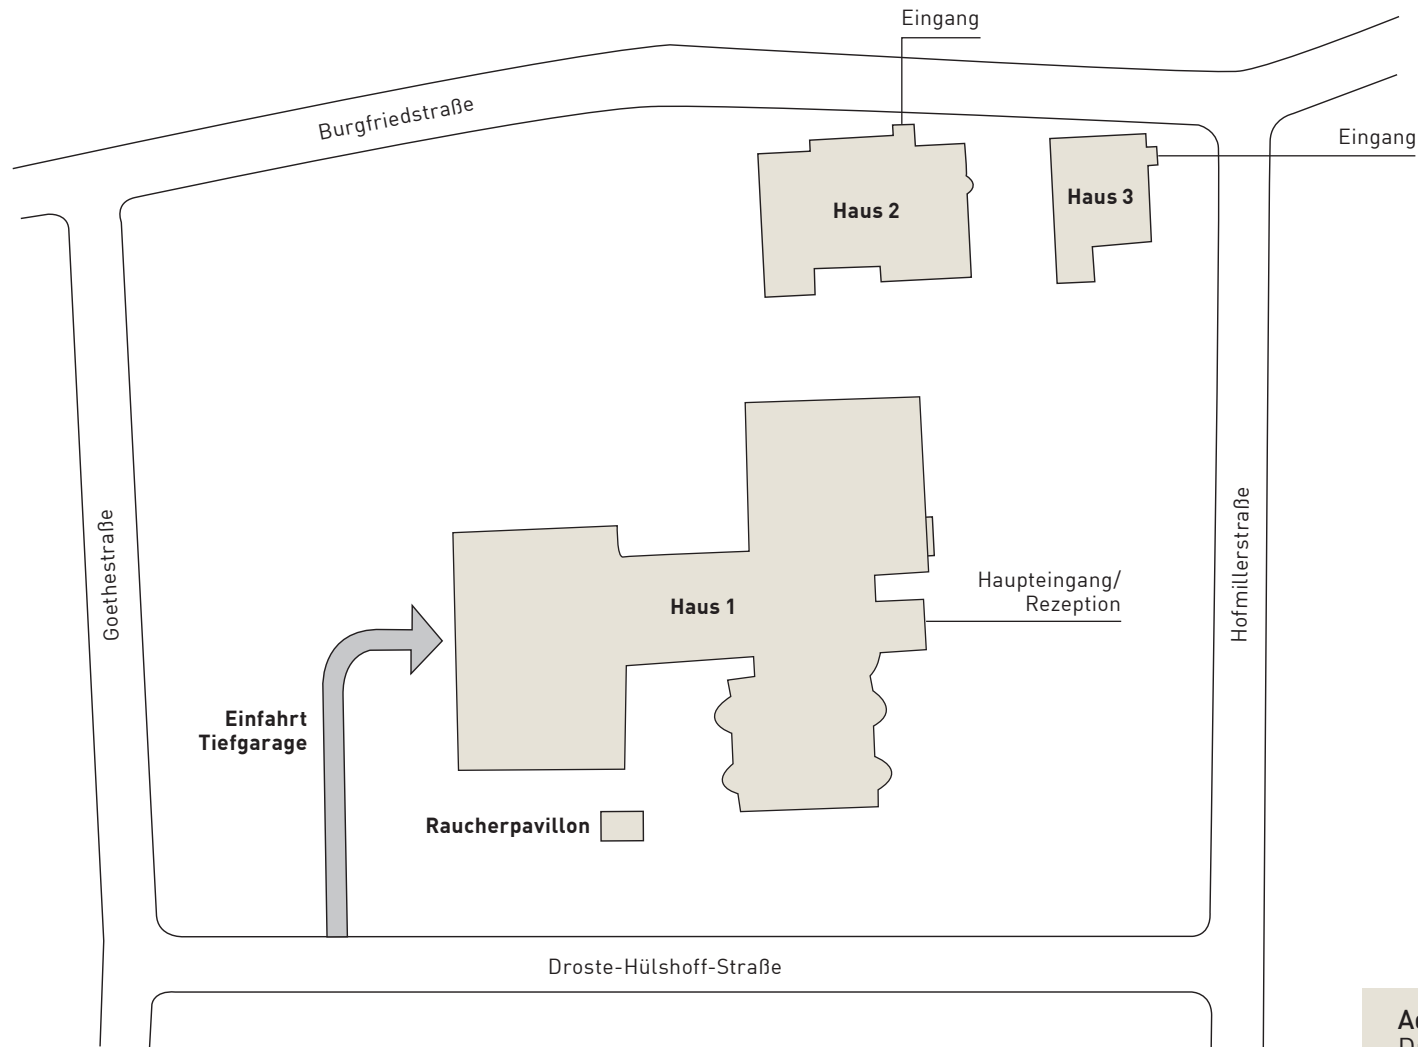 Eingang
Burgfriedstraße
Eingang
Haus 2
Haus 3
Goethestraße
Hofmillerstraße
Haupteingang/
Rezeption
Haus 1
Einfahrt
Tiefgarage
Raucherpavillon
Droste-Hülshoff-Straße